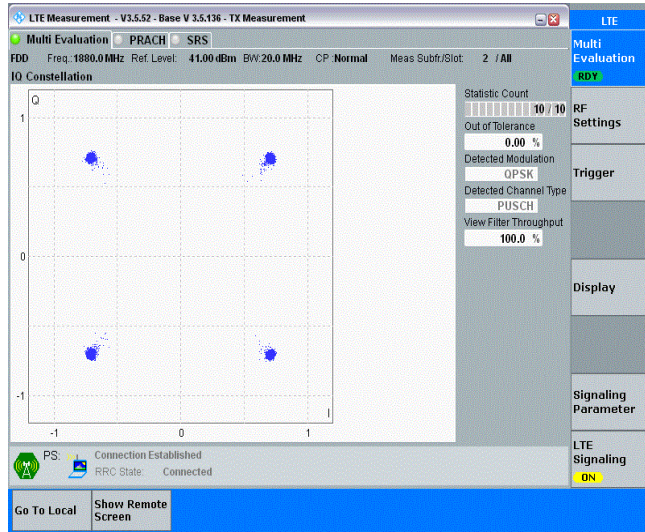 LTE Measurement - V3.5.52 - Base V 3.5.136 - TX Measurement
LTE
Multi Evaluation PRACH SRS
FDD Freq.:1880.0 MHz Ref. Level: 41.00 dBm BW:20.0 MHz CP :Normal Meas Subfr./Slot: 2 / All
IQ Constellation
Q
1
0
-1
-1 0 1
I
Statistic Count
10 / 10
Out of Tolerance
0.00 %
Detected Modulation
QPSK
Detected Channel Type
PUSCH
View Filter Throughput
100.0 %
PS: Connection Established
RRC State: Connected
Multi
Evaluation
RDY
RF
Settings
Trigger
Display
Signaling
Parameter
LTE
Signaling
ON
Go To Local
Show Remote
Screen